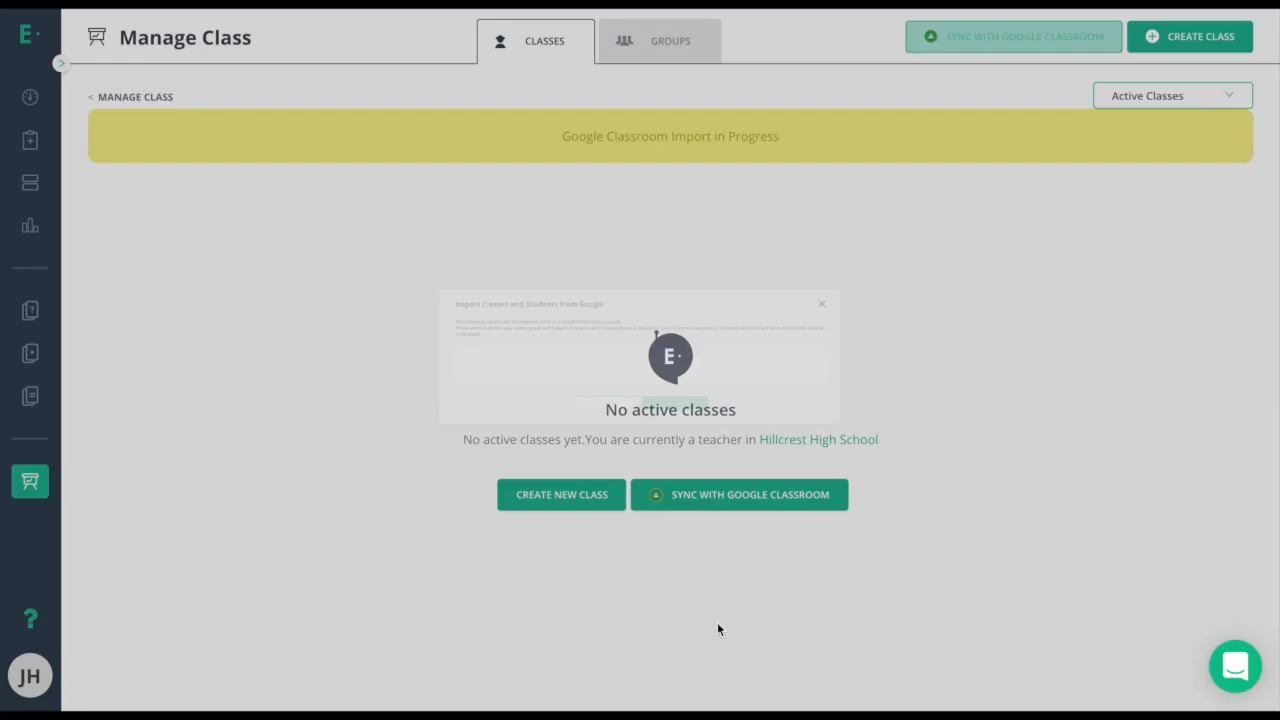 E·
Manage Class
CLASSES
GROUPS
SYNC WITH GOOGLE CLASSROOM
CREATE CLASS
< MANAGE CLASS
Active Classes
Google Classroom Import in Progress
Import Classes and Students from Google
E·
No active classes
No active classes yet.You are currently a teacher in Hillcrest High School
CREATE NEW CLASS
SYNC WITH GOOGLE CLASSROOM
?
JH